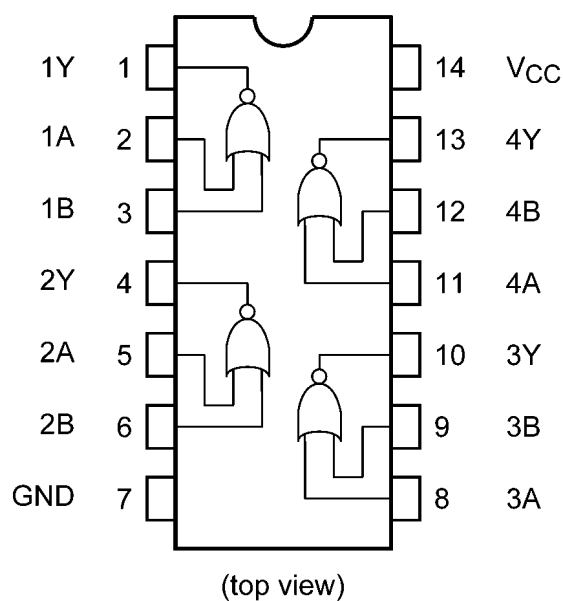 1Y 1 14 VCC
1A 2 13 4Y
1B 3 12 4B
2Y 4 11 4A
2A 5 10 3Y
2B 6 9 3B
GND 7 8 3A
(top view)